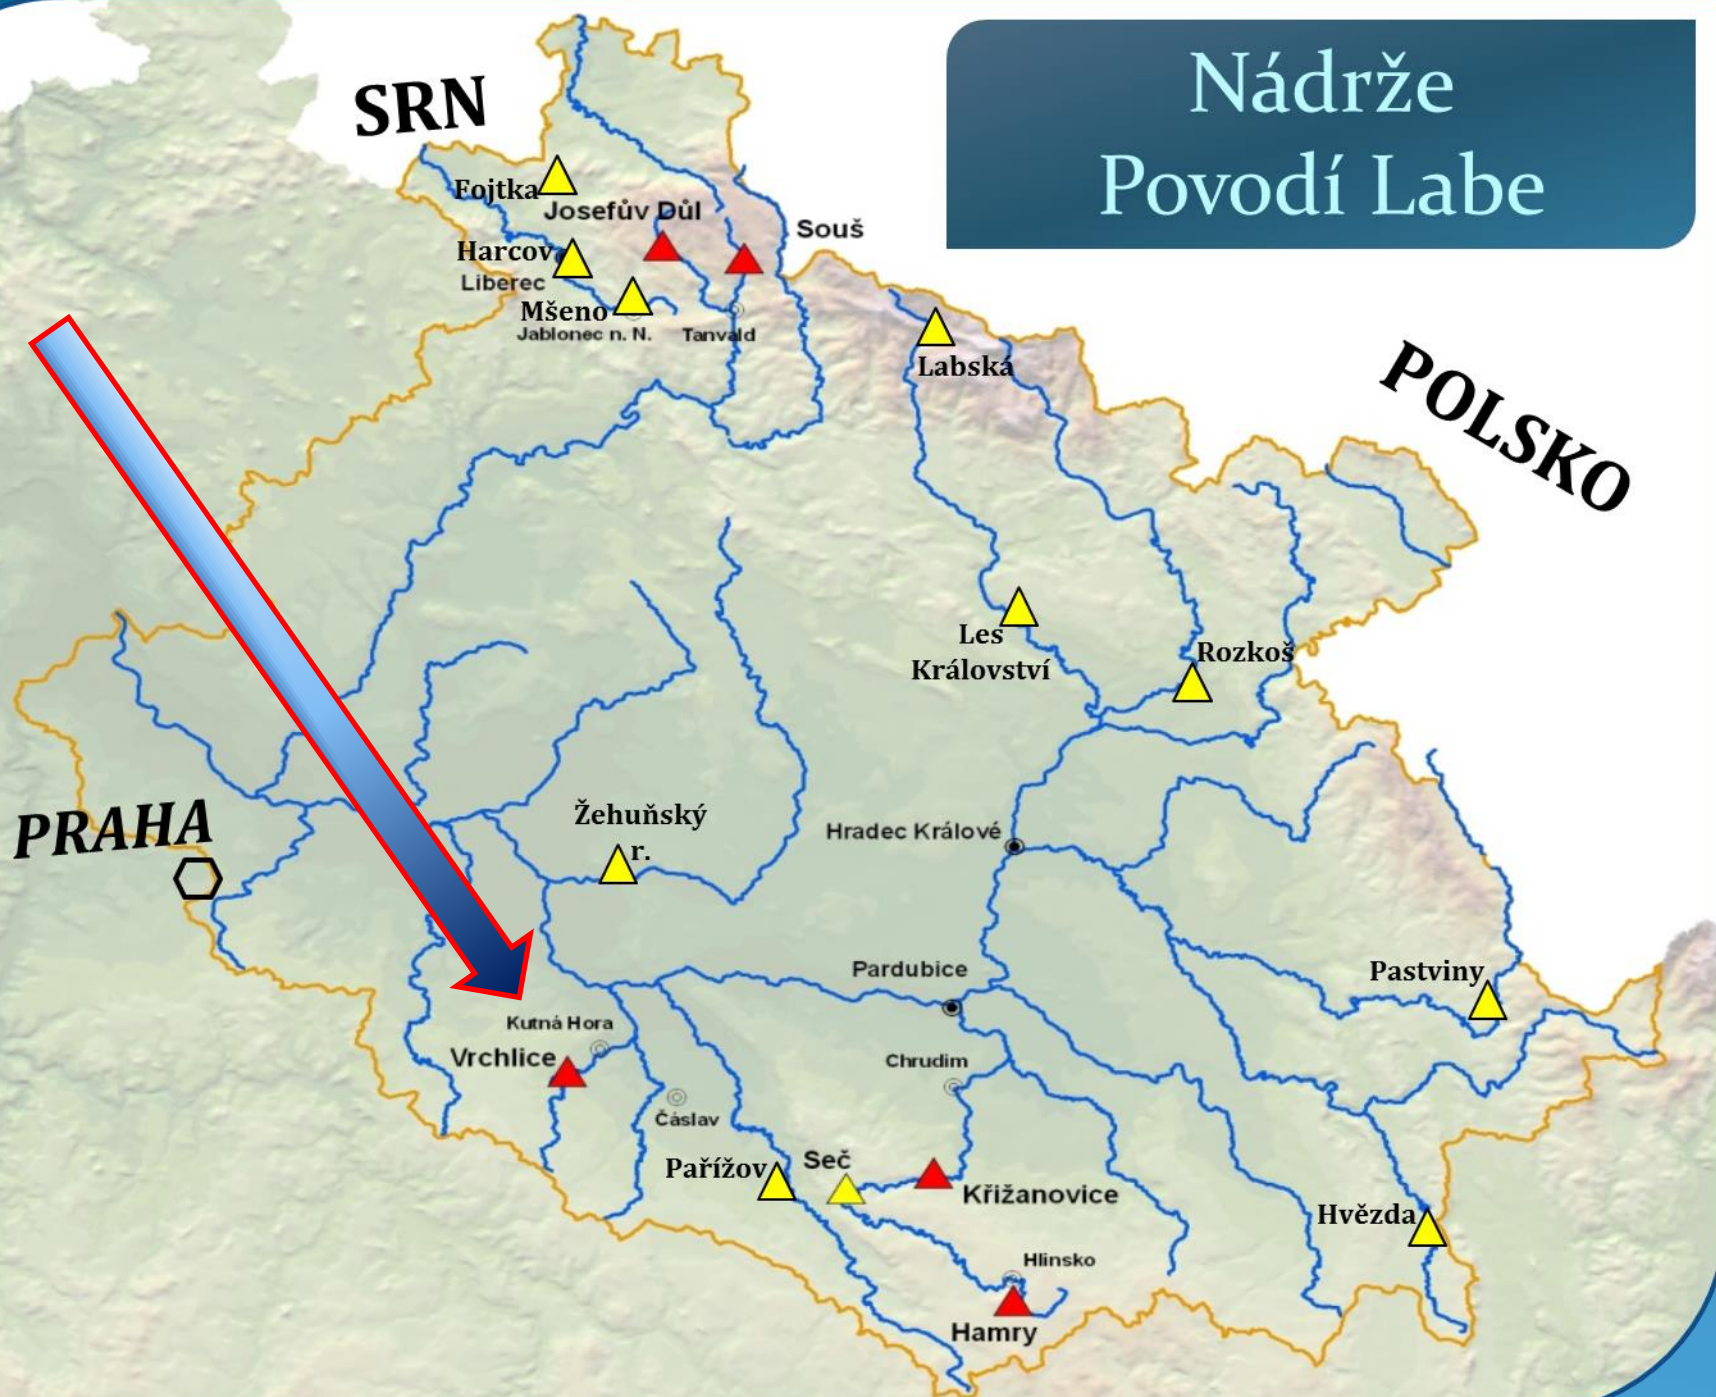 Nádrže
Povodí Labe
SRN
Fojtka
Josefův Důl
Souš
Harcov
Liberec
Mšeno
Jablonec n. N.
Tanvald
Labská
POLSKO
Les
Království
Rozkoš
PRAHA
Žehuňský
r.
Hradec Králové
Pardubice
Pastviny
Kutná Hora
Vrchlice
Chrudim
Čáslav
Pařížov
Seč
Křižanovice
Hvězda
Hlinsko
Hamry